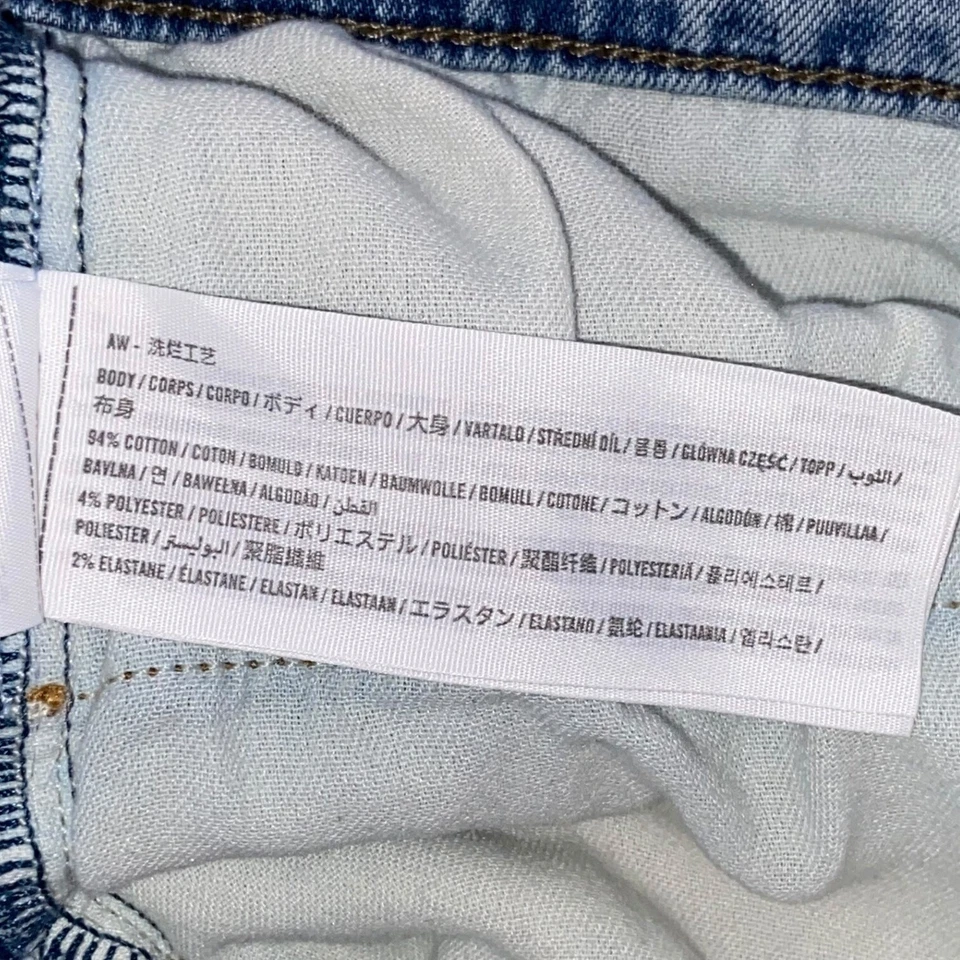 AW - 洗烂工艺
BODY / CORPS / CORPO / ボディ / CUERPO / 大身 / VARTALO / STŘEDNÍ DÍL / 몸통 / GŁÓWNA CZĘŚĆ / TOPP / الثوب /
布身
94% COTTON / COTON / BOMULD / KATOEN / BAUMWOLLE / BOMULL / COTONE / コットン / ALGODÓN / 棉 / PUUVILLAA /
BAVLNA / 면 / BAWEŁNA / ALGODÃO / القطن
4% POLYESTER / POLIESTERE / ポリエステル / POLIÉSTER / 聚酯纤维 / POLYESTERIÄ / 폴리에스테르 /
POLIESTER / البوليستر / 聚脂纖維
2% ELASTANE / ÉLASTANE / ELASTAN / ELASTAAN / エラスタン / ELASTANO / 氨纶 / ELASTAANIA / 엘라스탄 /